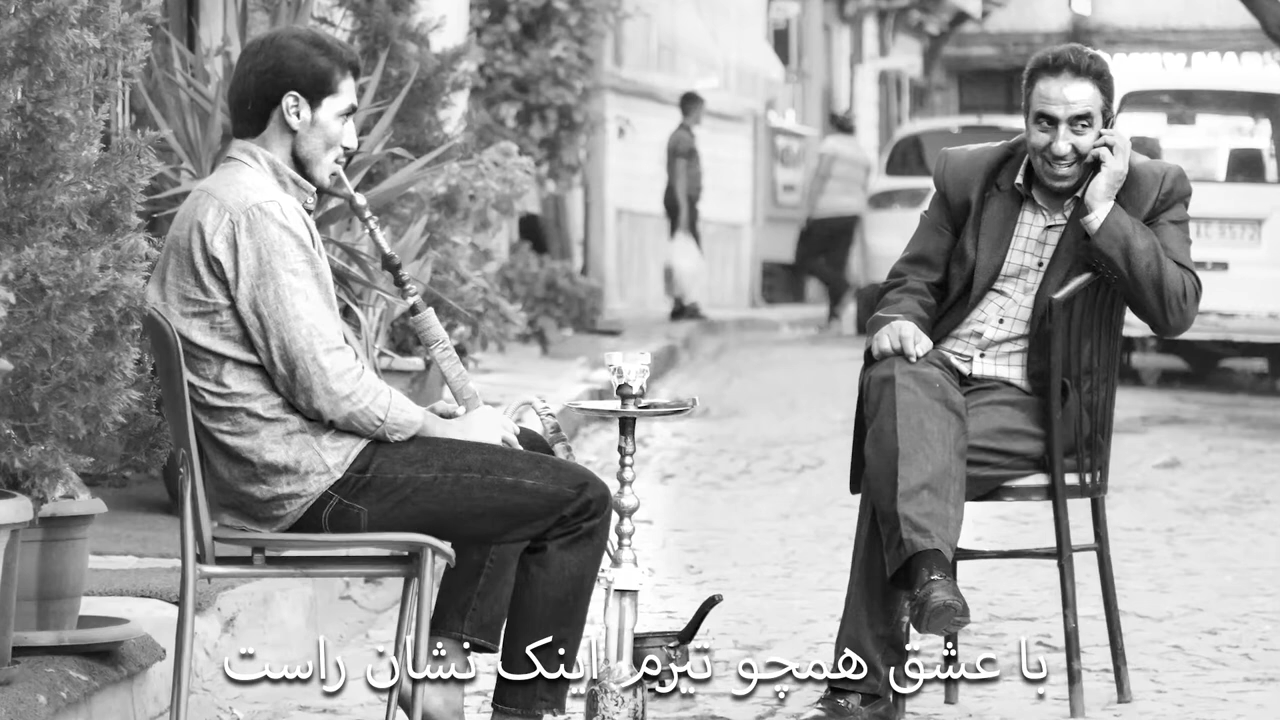 با عشق همچو تیرم اینک نشان راست